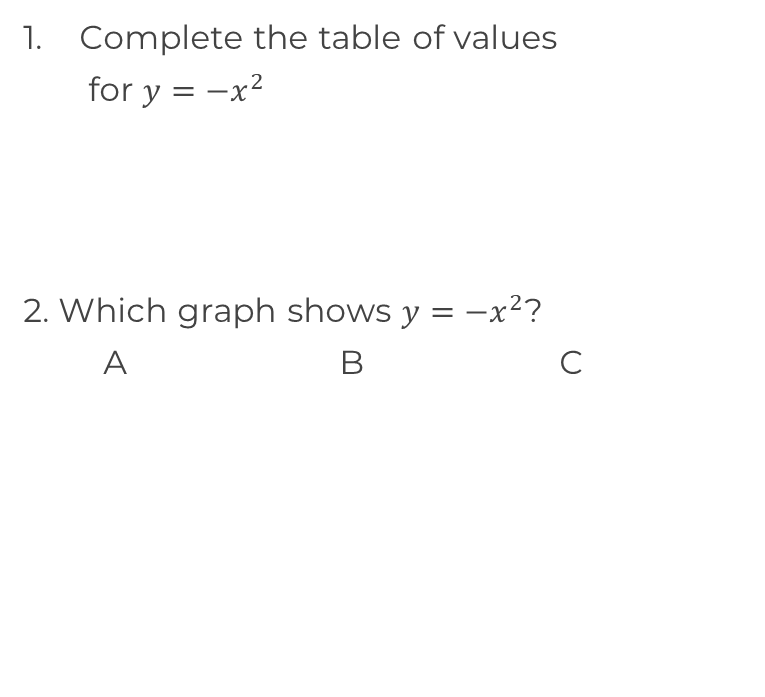 1. Complete the table of values
for y = −x²
2. Which graph shows y = −x²?
A B C